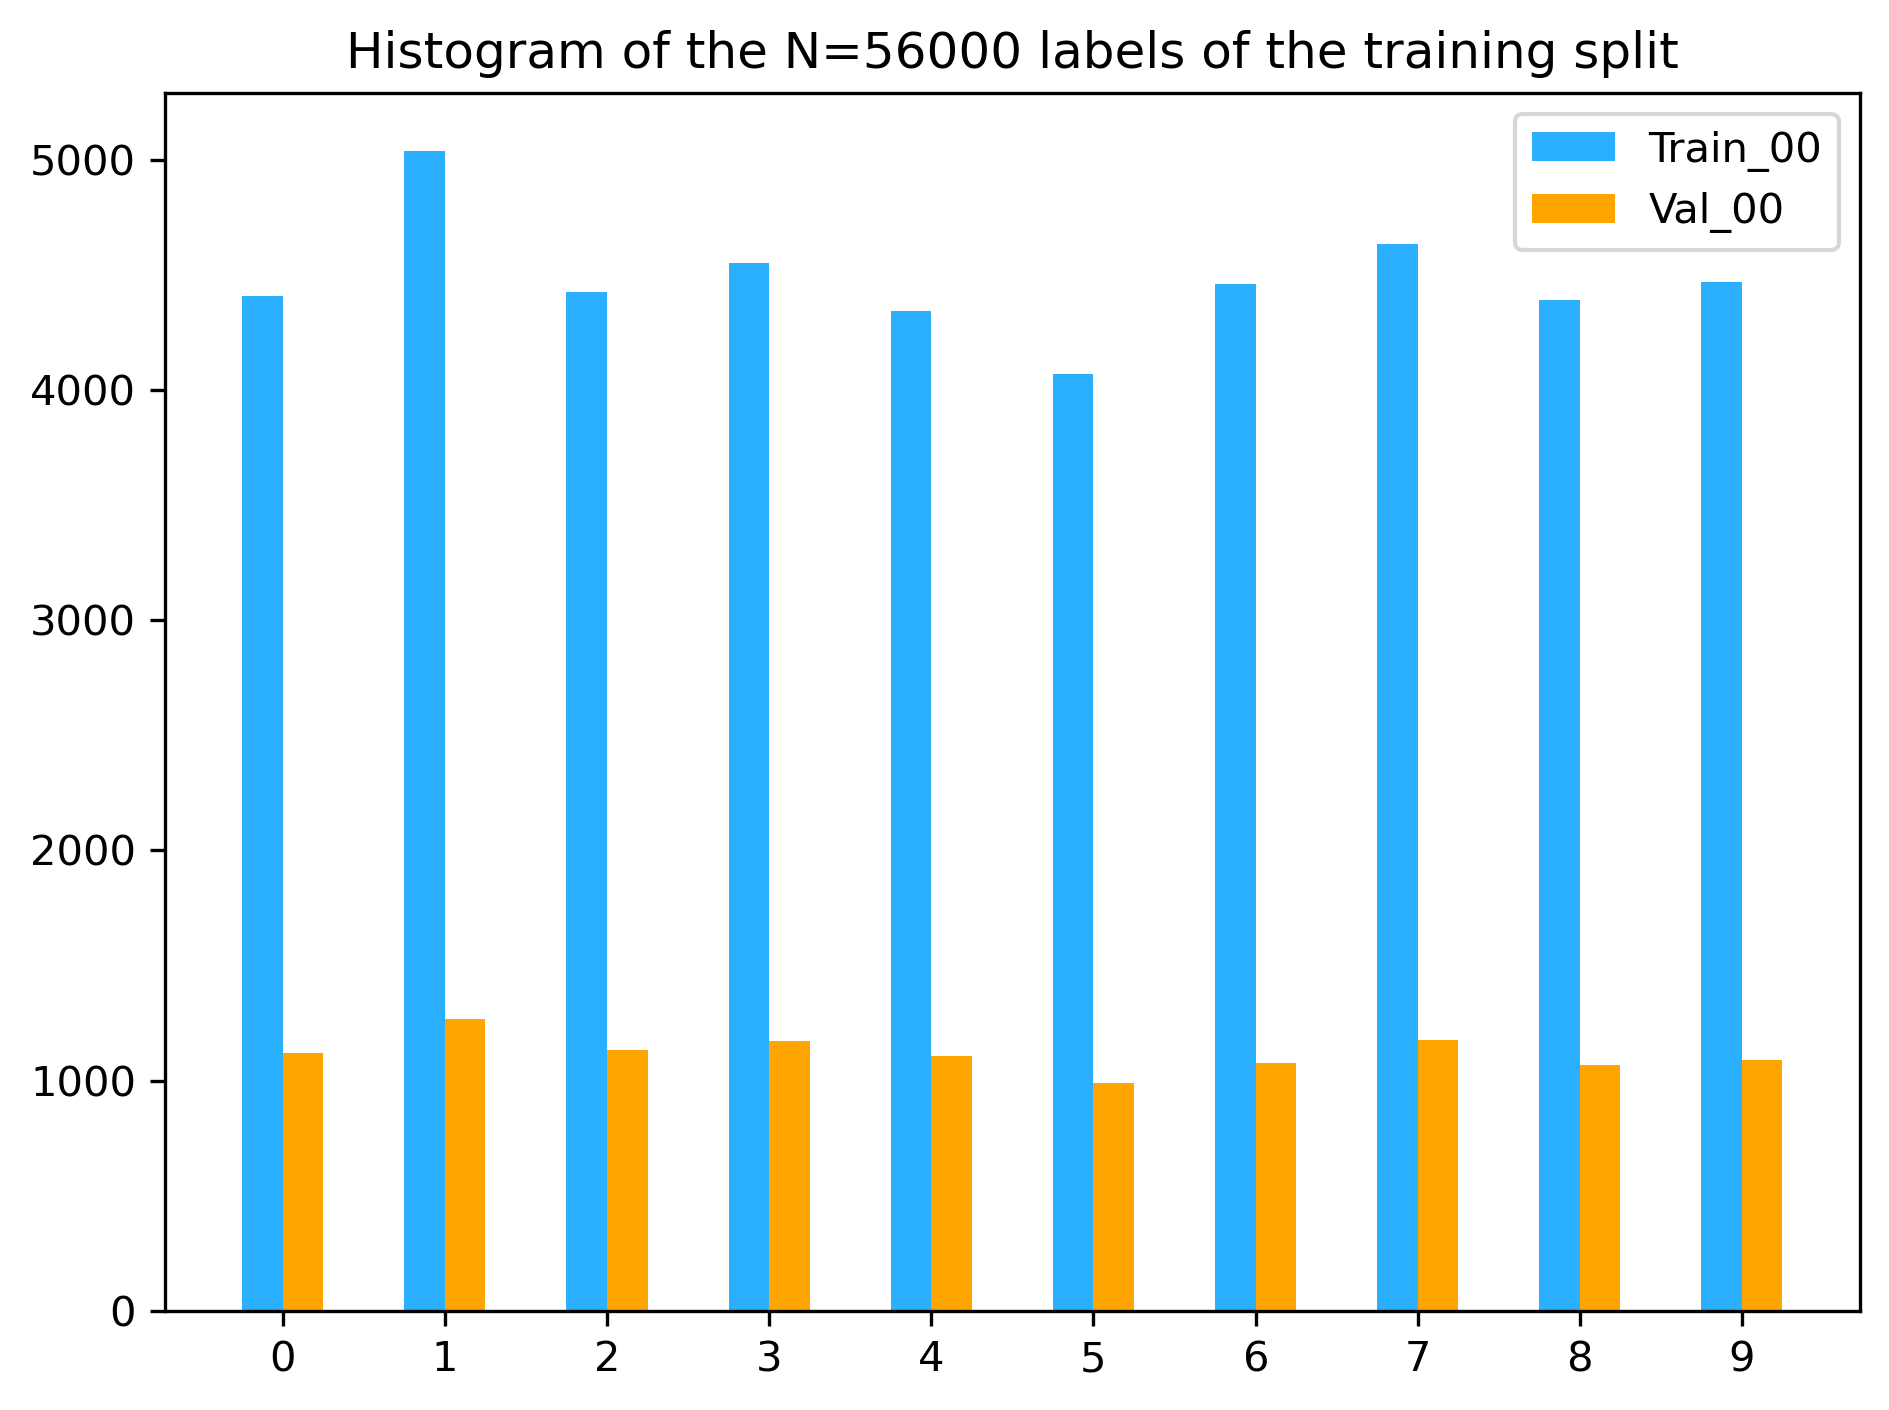 Histogram of the N=56000 labels of the training split
Train_00
Val_00
5000
4000
3000
2000
1000
0
0 1 2 3 4 5 6 7 8 9